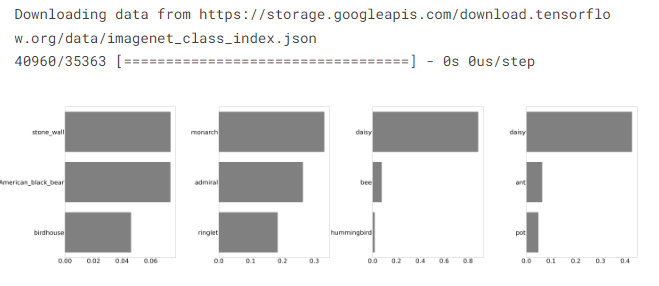 Downloading data from https://storage.googleapis.com/download.tensorflo
w.org/data/imagenet_class_index.json
40960/35363 [==================================] - 0s 0us/step
stone_wall
American_black_bear
birdhouse
0.00 0.02 0.04 0.06
monarch
admiral
ringlet
0.0 0.1 0.2 0.3
daisy
bee
hummingbird
0.0 0.2 0.4 0.6 0.8
daisy
ant
pot
0.0 0.1 0.2 0.3 0.4